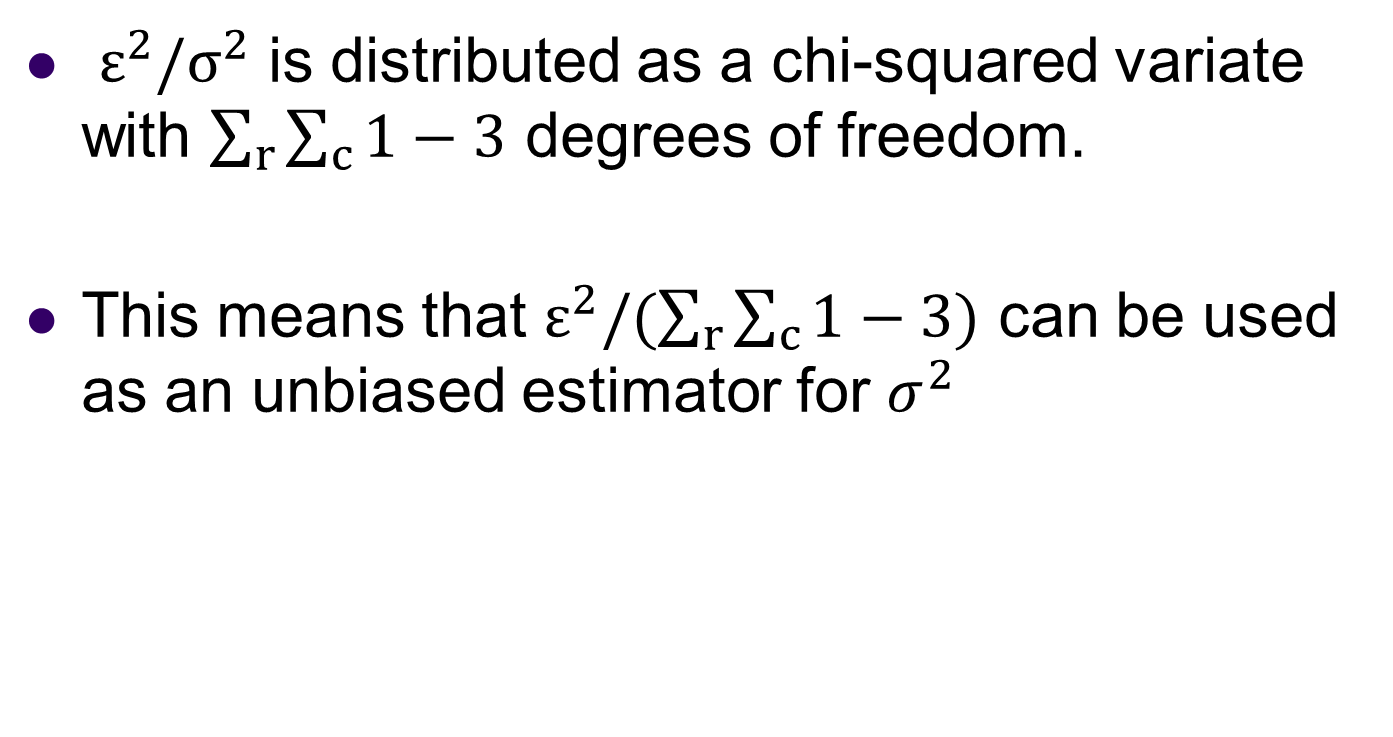 ● ε²/σ² is distributed as a chi-squared variate
with ∑r ∑c 1 − 3 degrees of freedom.
● This means that ε²/(∑r ∑c 1 − 3) can be used
as an unbiased estimator for σ²